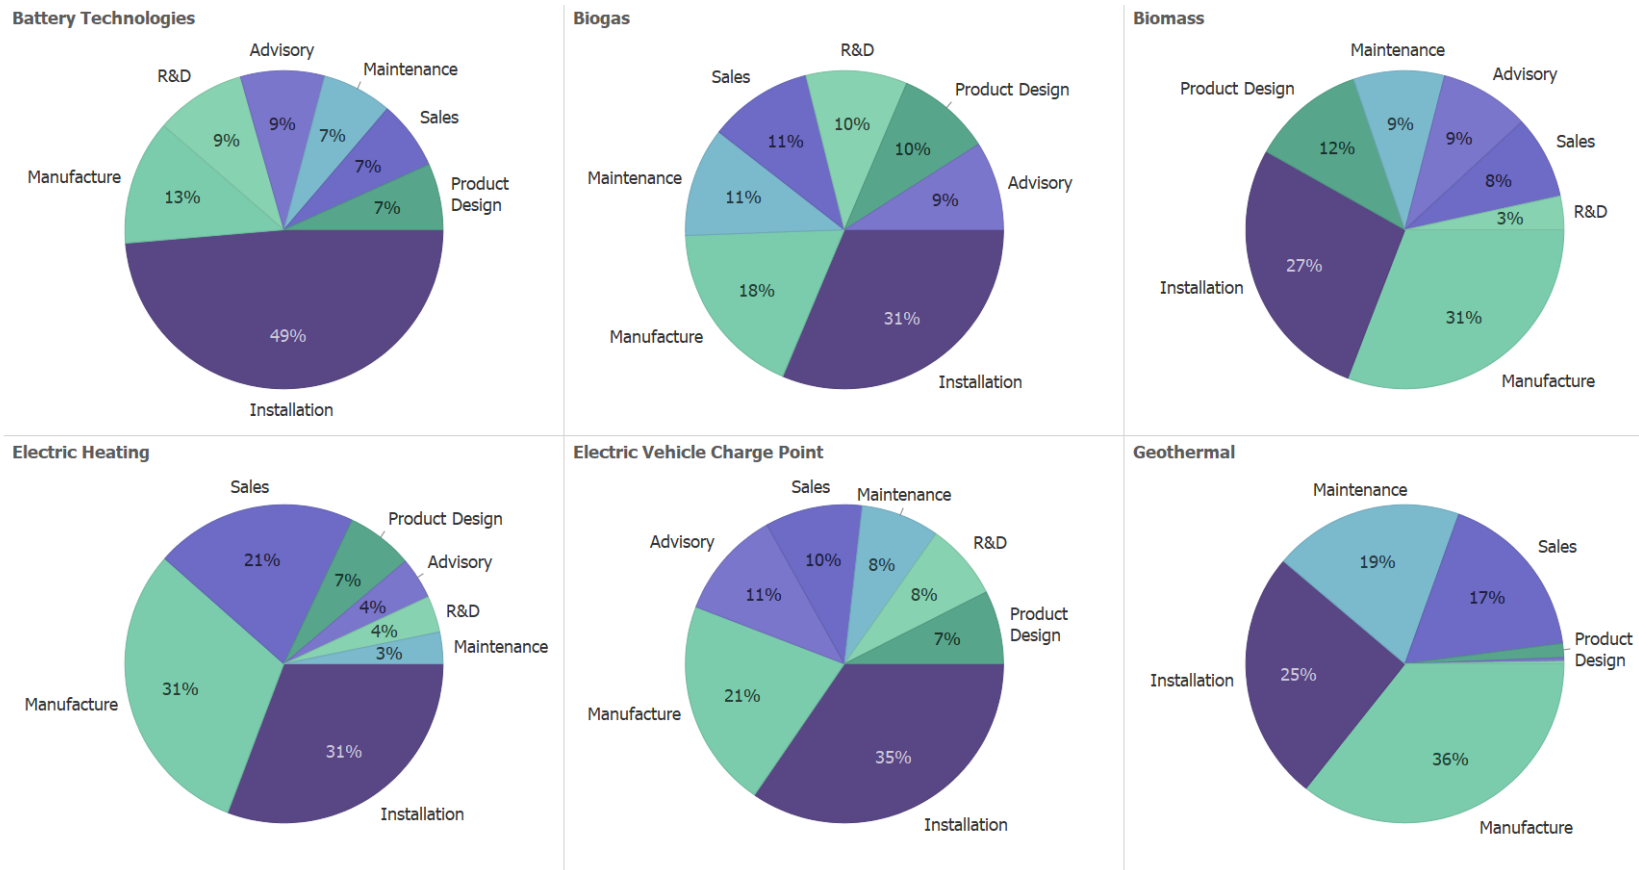 Battery Technologies
Advisory
R&D
Maintenance
Sales
9%
9%
7%
7%
Manufacture
13%
Product
Design
7%
49%
Installation
Biogas
R&D
Sales
Product Design
10%
11%
10%
Maintenance
Advisory
11%
9%
18%
31%
Manufacture
Installation
Biomass
Maintenance
Advisory
Product Design
9%
9%
12%
Sales
8%
R&D
3%
27%
Installation
31%
Manufacture
Electric Heating
Sales
Product Design
21%
Advisory
7%
4%
R&D
4%
Maintenance
3%
31%
Manufacture
31%
Installation
Electric Vehicle Charge Point
Sales
Maintenance
Advisory
R&D
10%
8%
11%
8%
Product
Design
7%
21%
Manufacture
35%
Installation
Geothermal
Maintenance
Sales
19%
17%
Product
Design
25%
Installation
36%
Manufacture